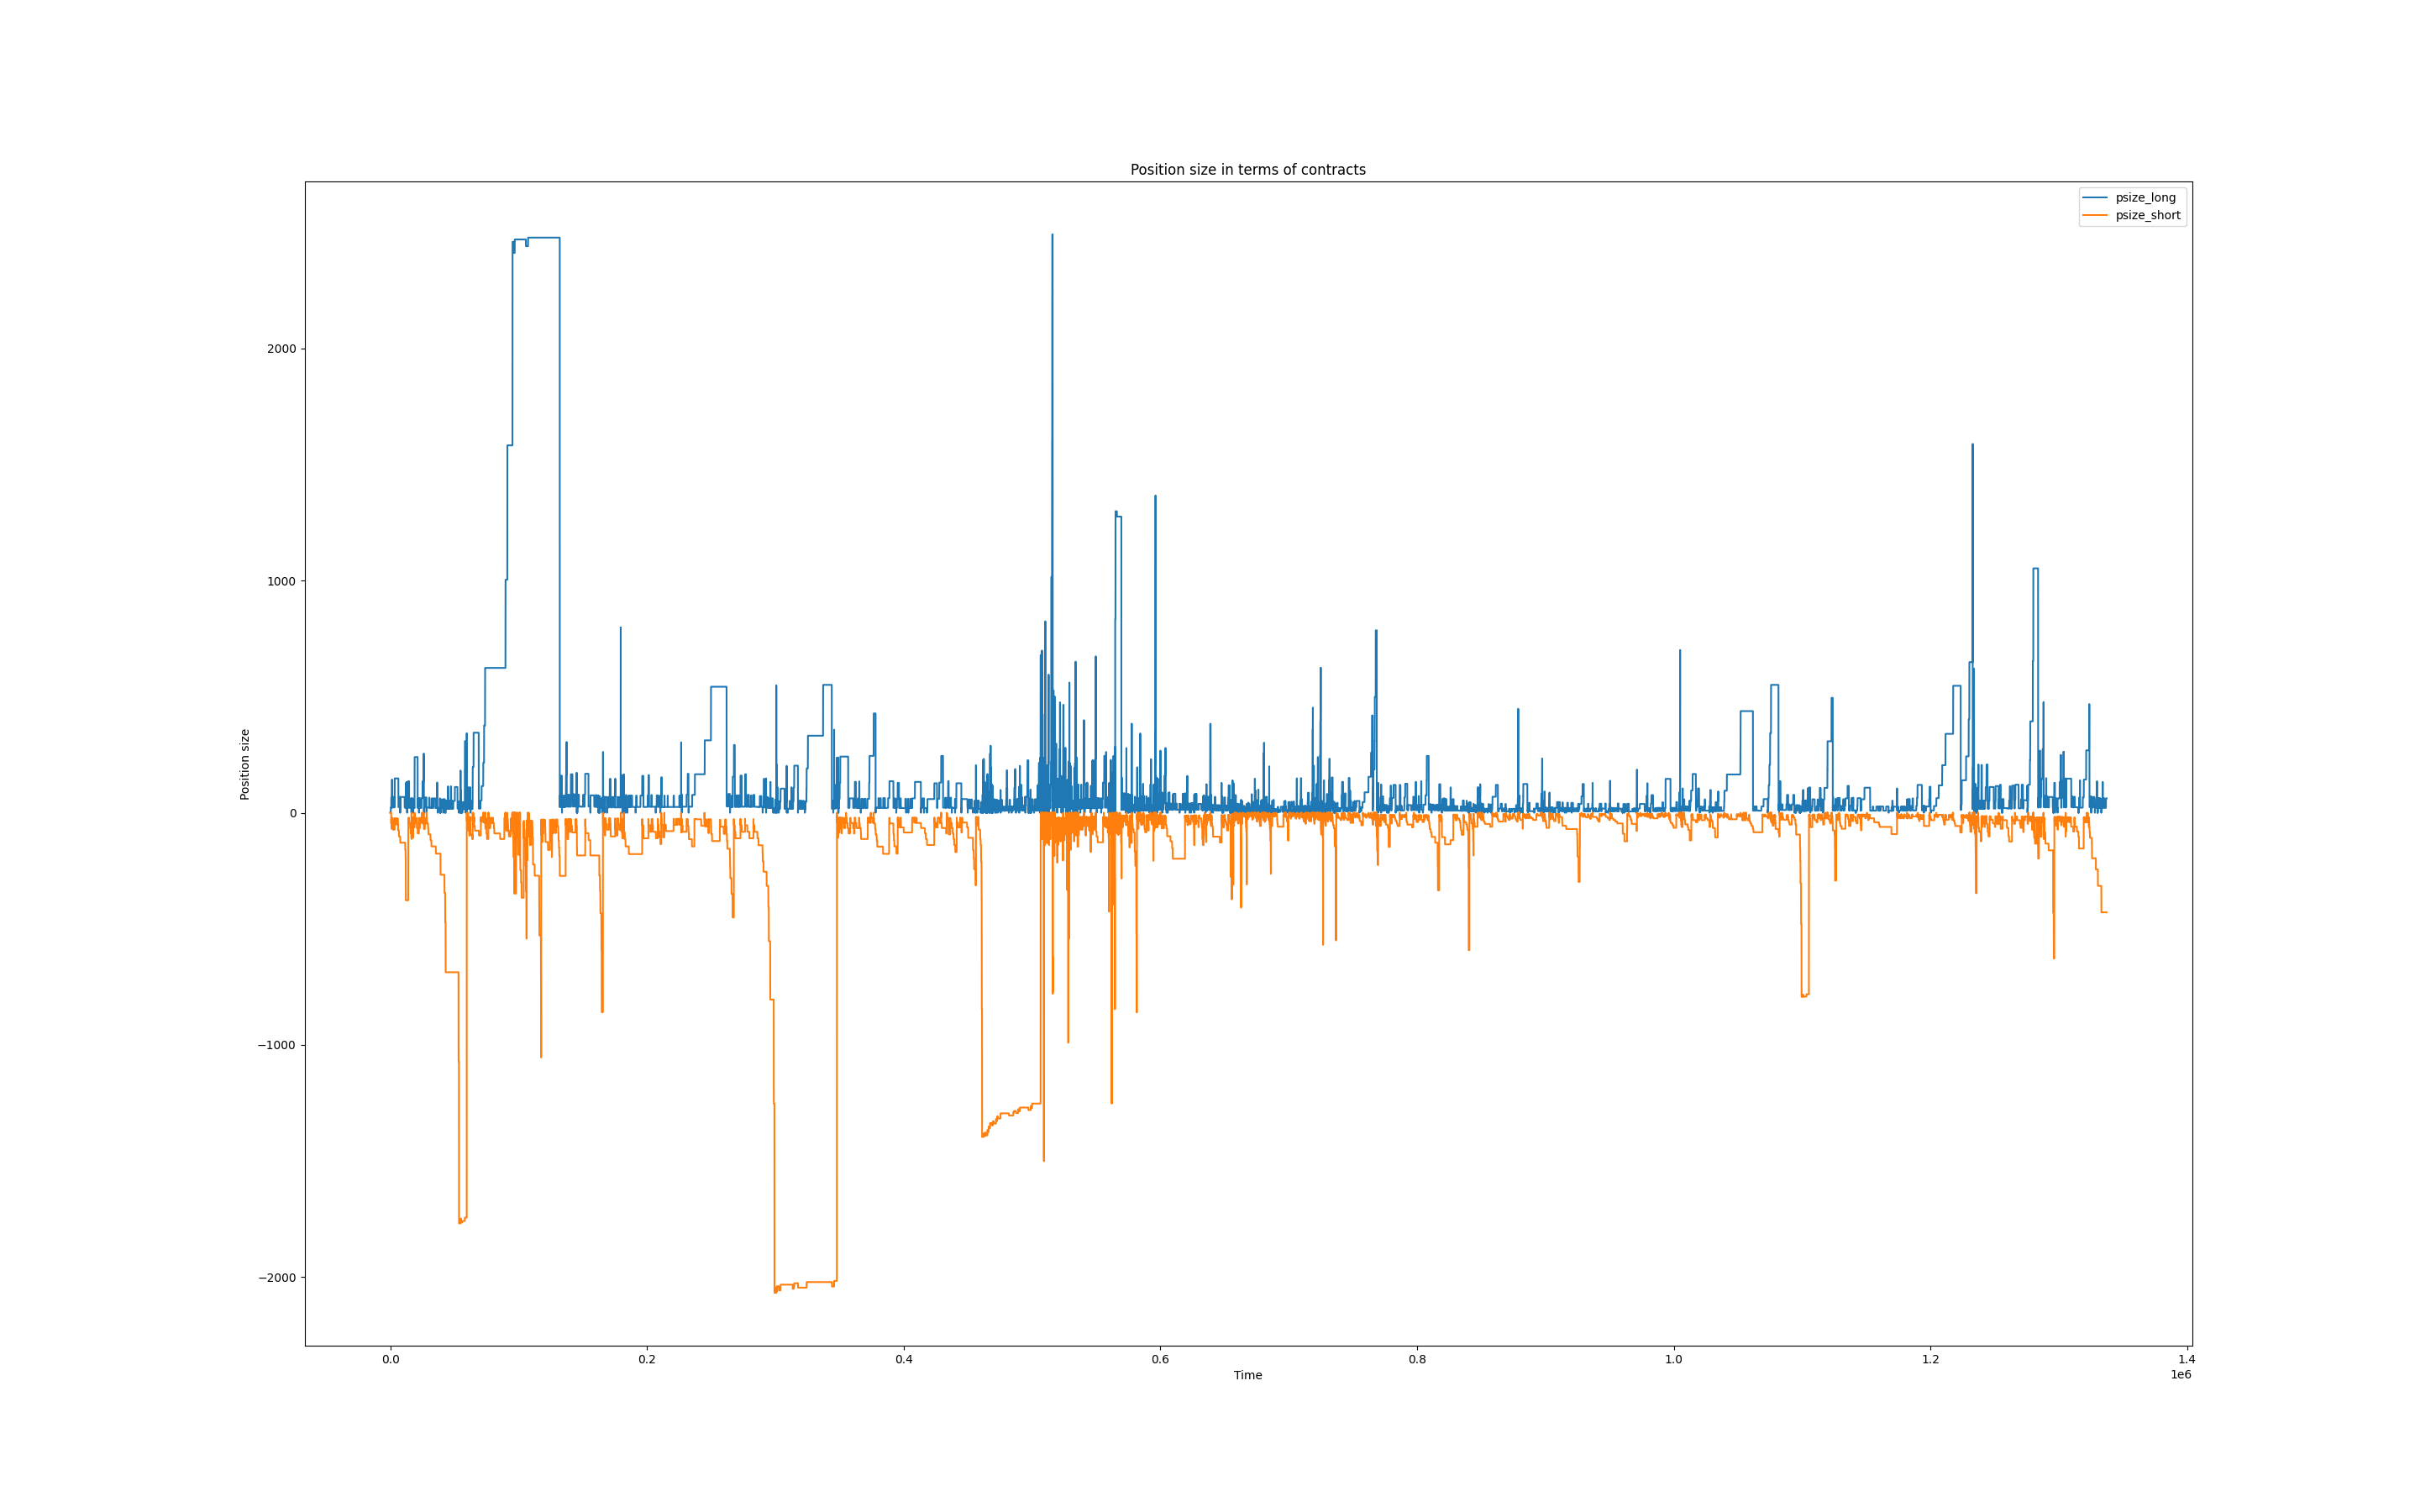 Position size in terms of contracts
psize_long
psize_short
Position size
2000
1000
0
−1000
−2000
0.0
0.2
0.4
0.6
0.8
1.0
1.2
1.4
1e6
Time